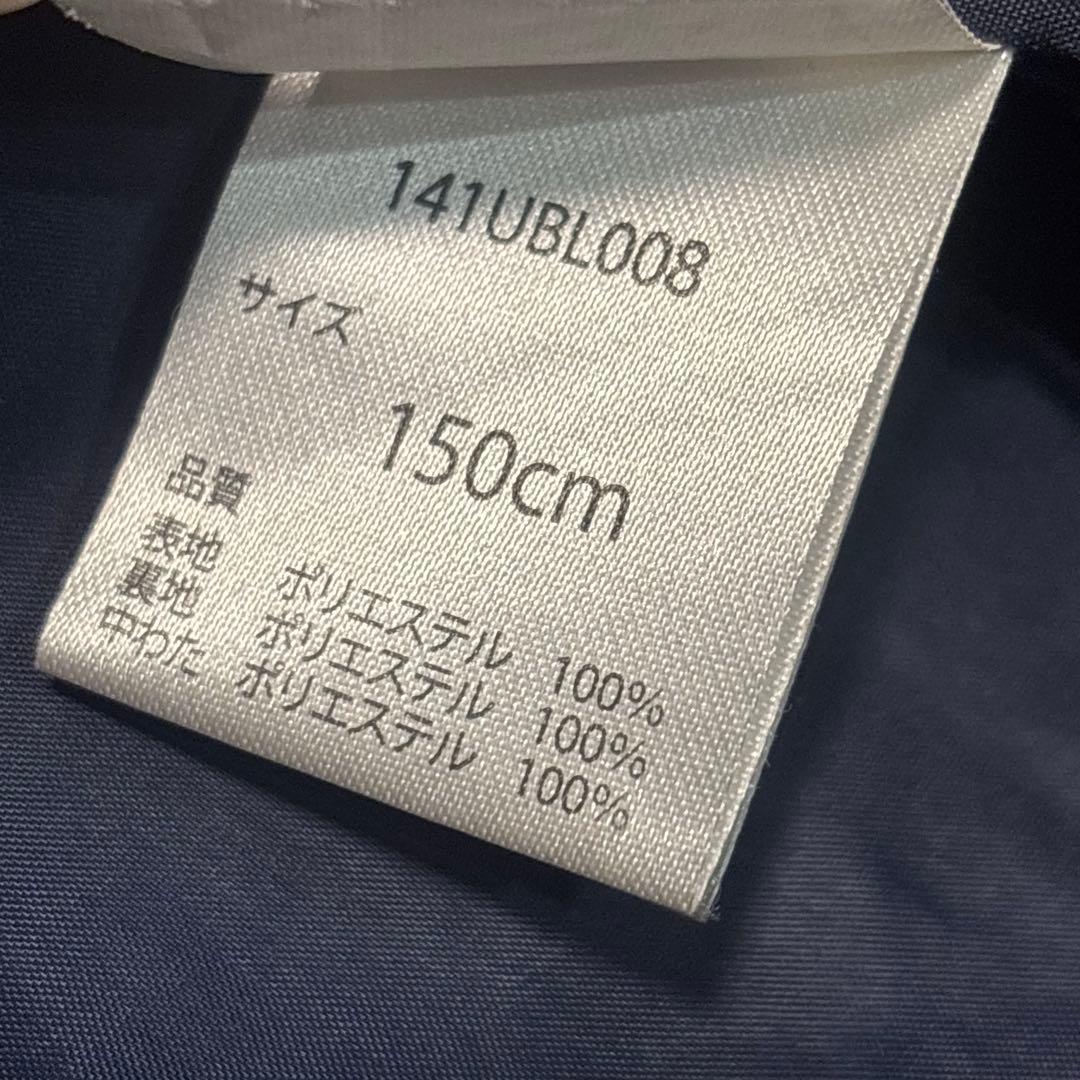 141UBL008
サイズ
150cm
品質
表地 ポリエステル 100%
裏地 ポリエステル 100%
中わた ポリエステル 100%